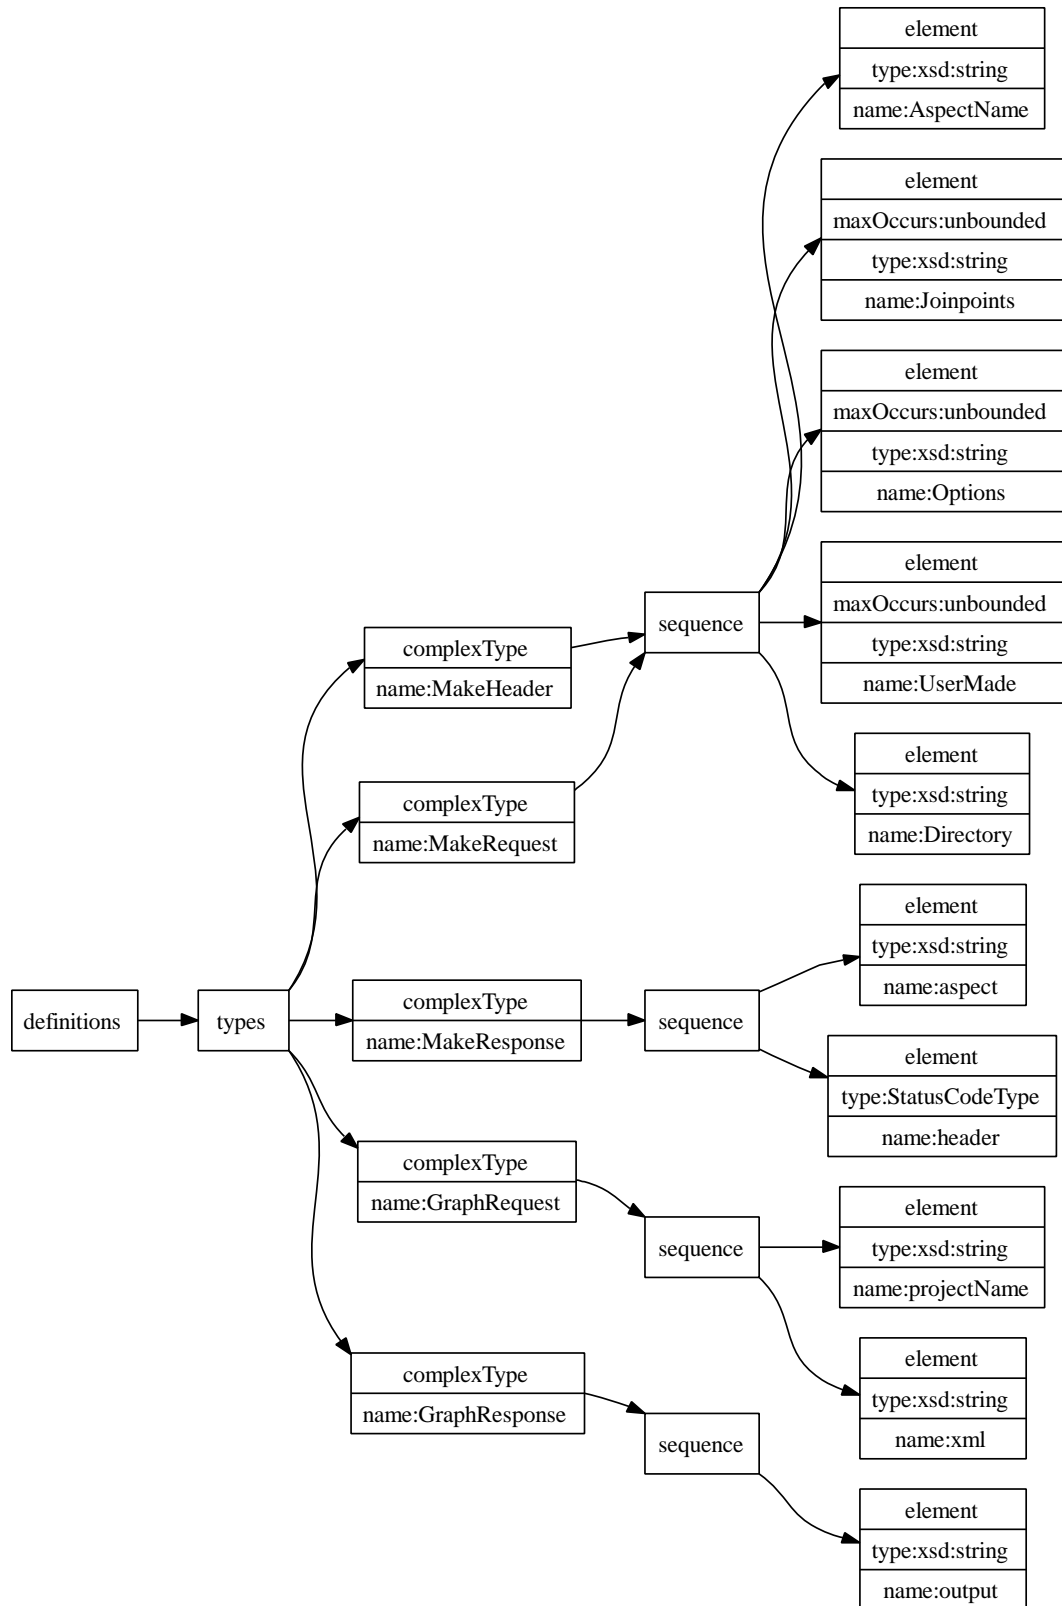 element
type:xsd:string
name:AspectName
element
maxOccurs:unbounded
type:xsd:string
name:Joinpoints
element
maxOccurs:unbounded
type:xsd:string
name:Options
element
maxOccurs:unbounded
type:xsd:string
name:UserMade
sequence
complexType
name:MakeHeader
element
type:xsd:string
name:Directory
complexType
name:MakeRequest
element
type:xsd:string
name:aspect
definitions
types
complexType
name:MakeResponse
sequence
element
type:StatusCodeType
name:header
complexType
name:GraphRequest
sequence
element
type:xsd:string
name:projectName
element
type:xsd:string
name:xml
complexType
name:GraphResponse
sequence
element
type:xsd:string
name:output